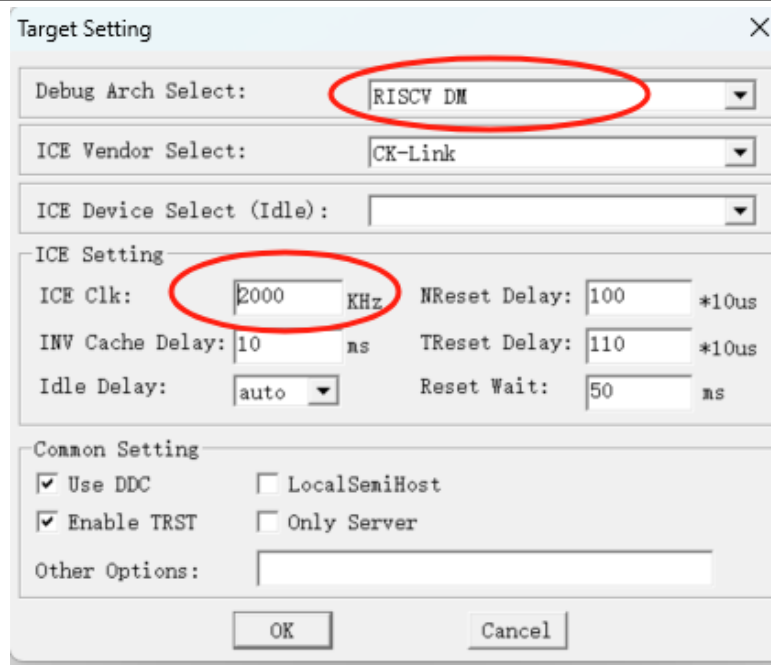 Target Setting
Debug Arch Select: RISCV DM
ICE Vendor Select: CK-Link
ICE Device Select (Idle):
ICE Setting
ICE Clk: 2000 KHz NReset Delay: 100 *10us
INV Cache Delay: 10 ms TReset Delay: 110 *10us
Idle Delay: auto Reset Wait: 50 ms
Common Setting
Use DDC LocalSemiHost
Enable TRST Only Server
Other Options:
OK Cancel